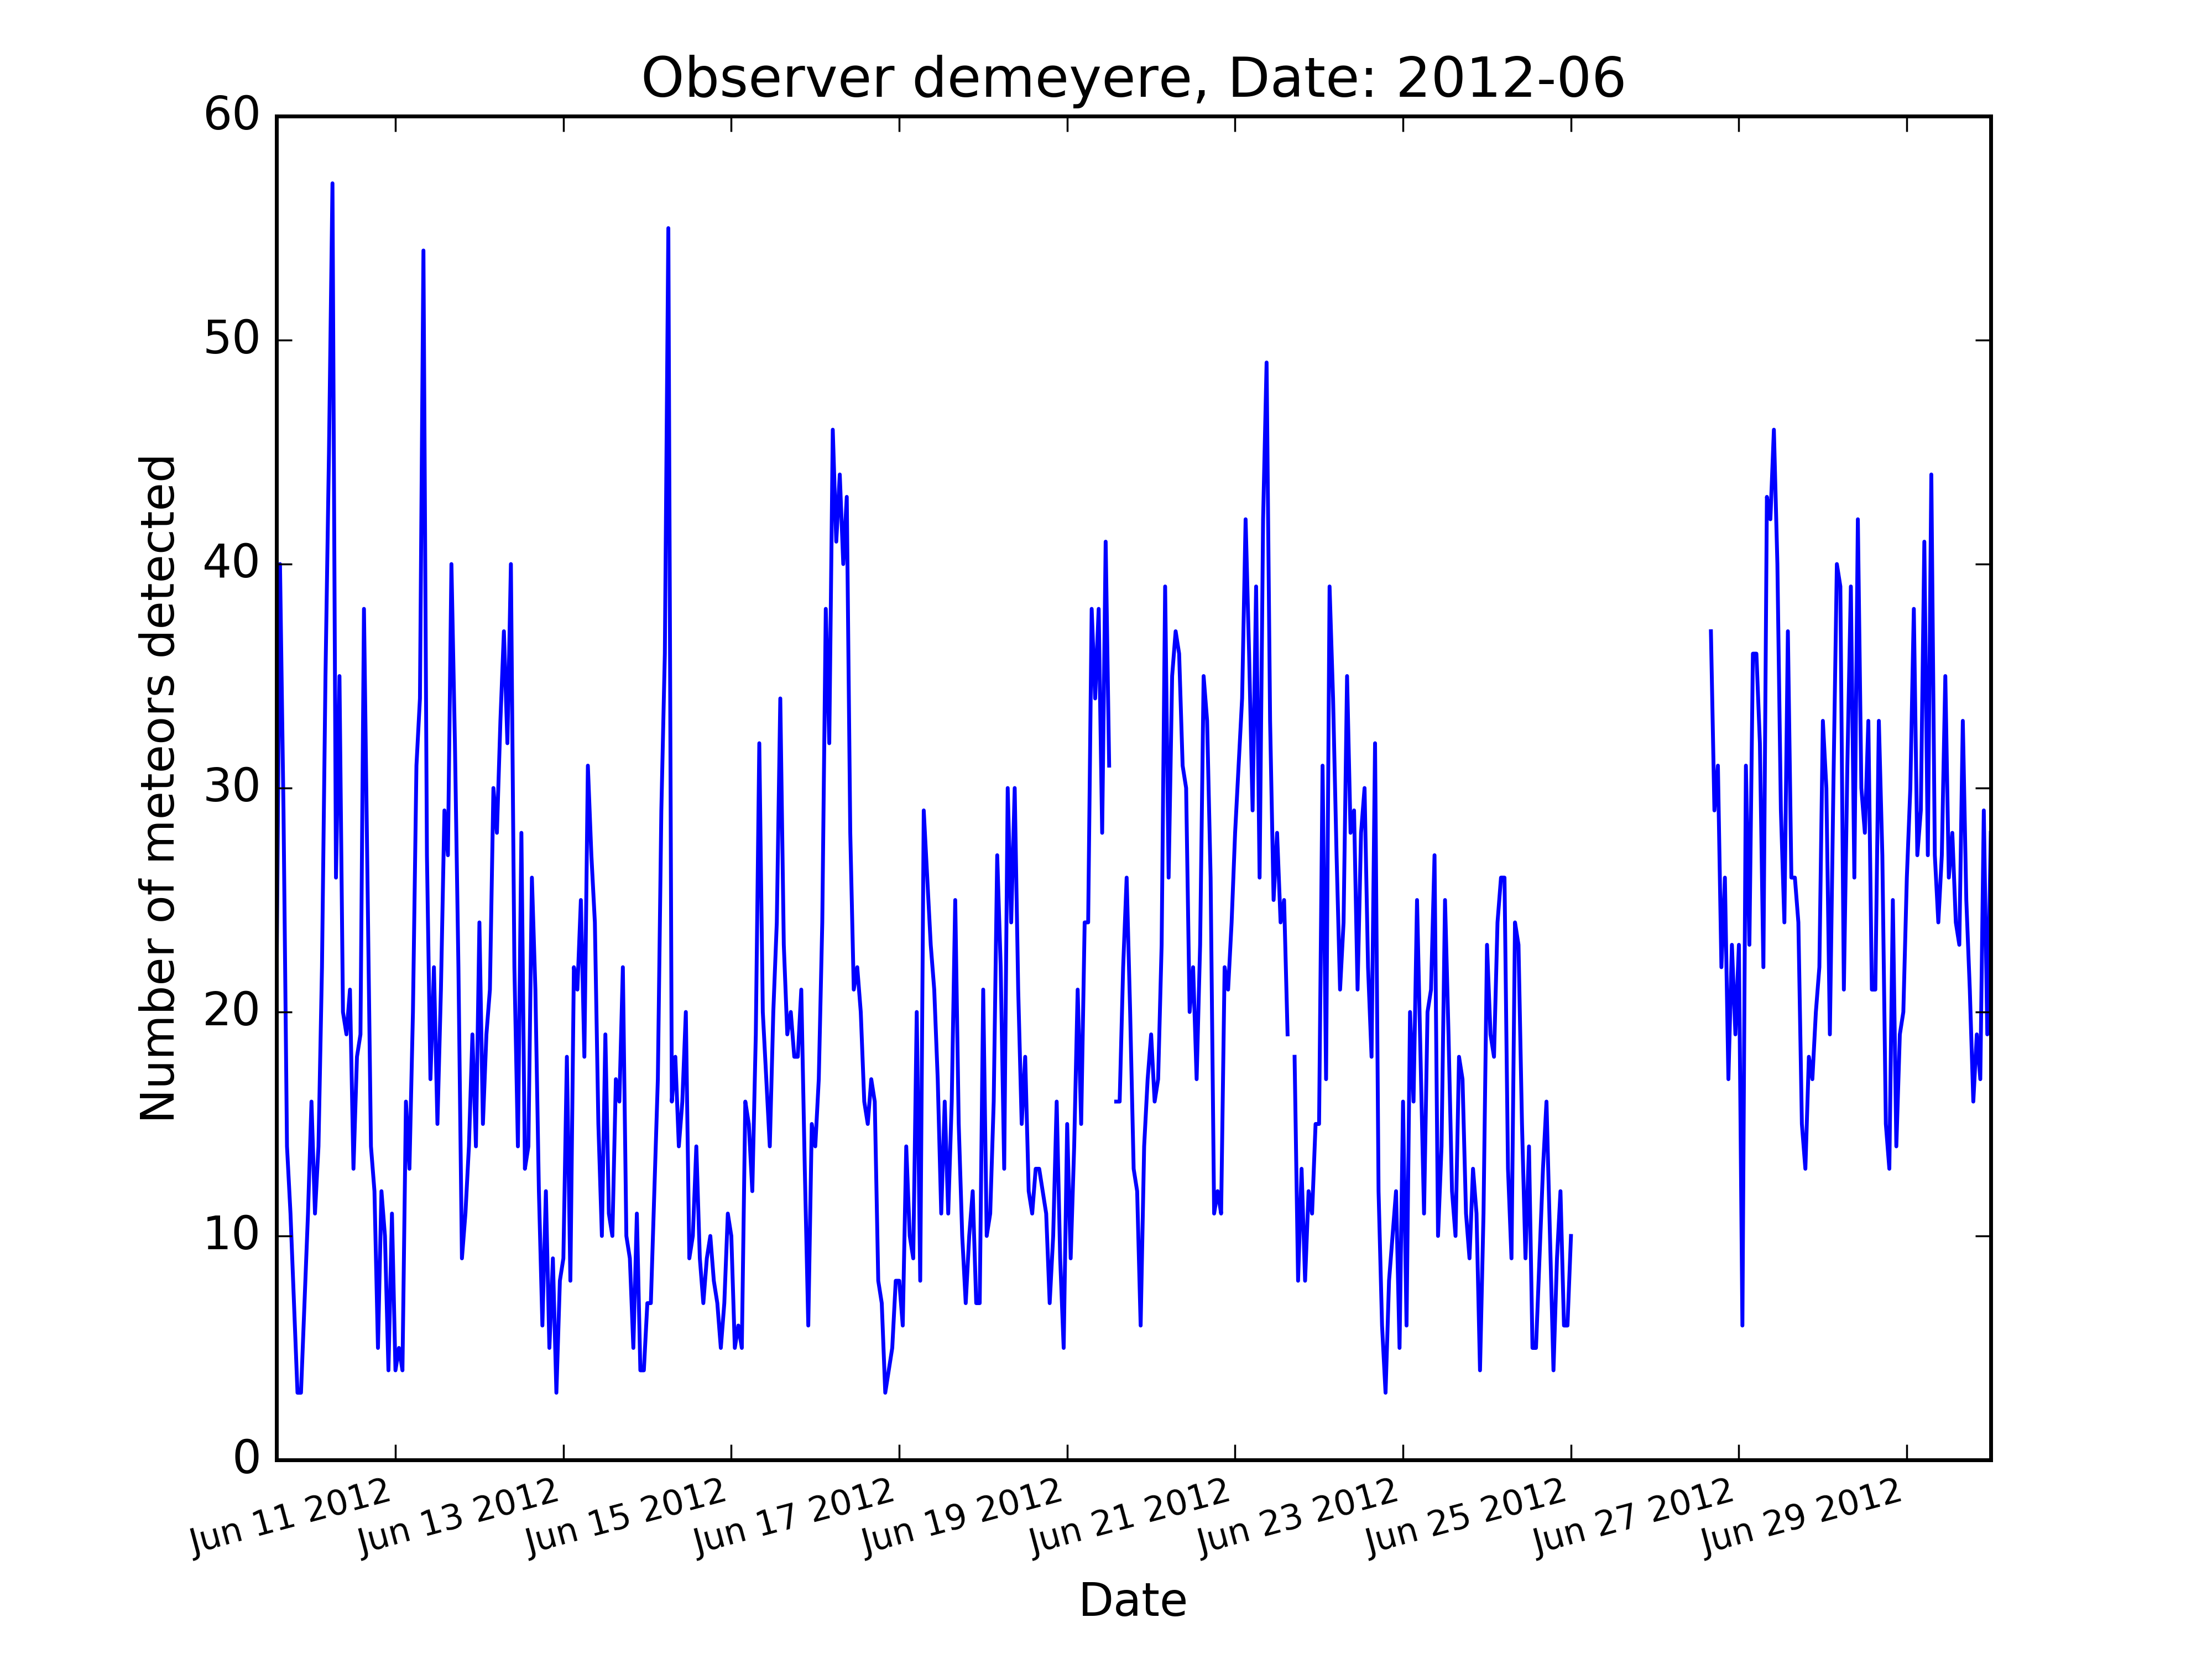 Observer demeyere, Date: 2012-06
60
50
40
30
20
10
0
Number of meteors detected
Jun 11 2012
Jun 13 2012
Jun 15 2012
Jun 17 2012
Jun 19 2012
Jun 21 2012
Jun 23 2012
Jun 25 2012
Jun 27 2012
Jun 29 2012
Date